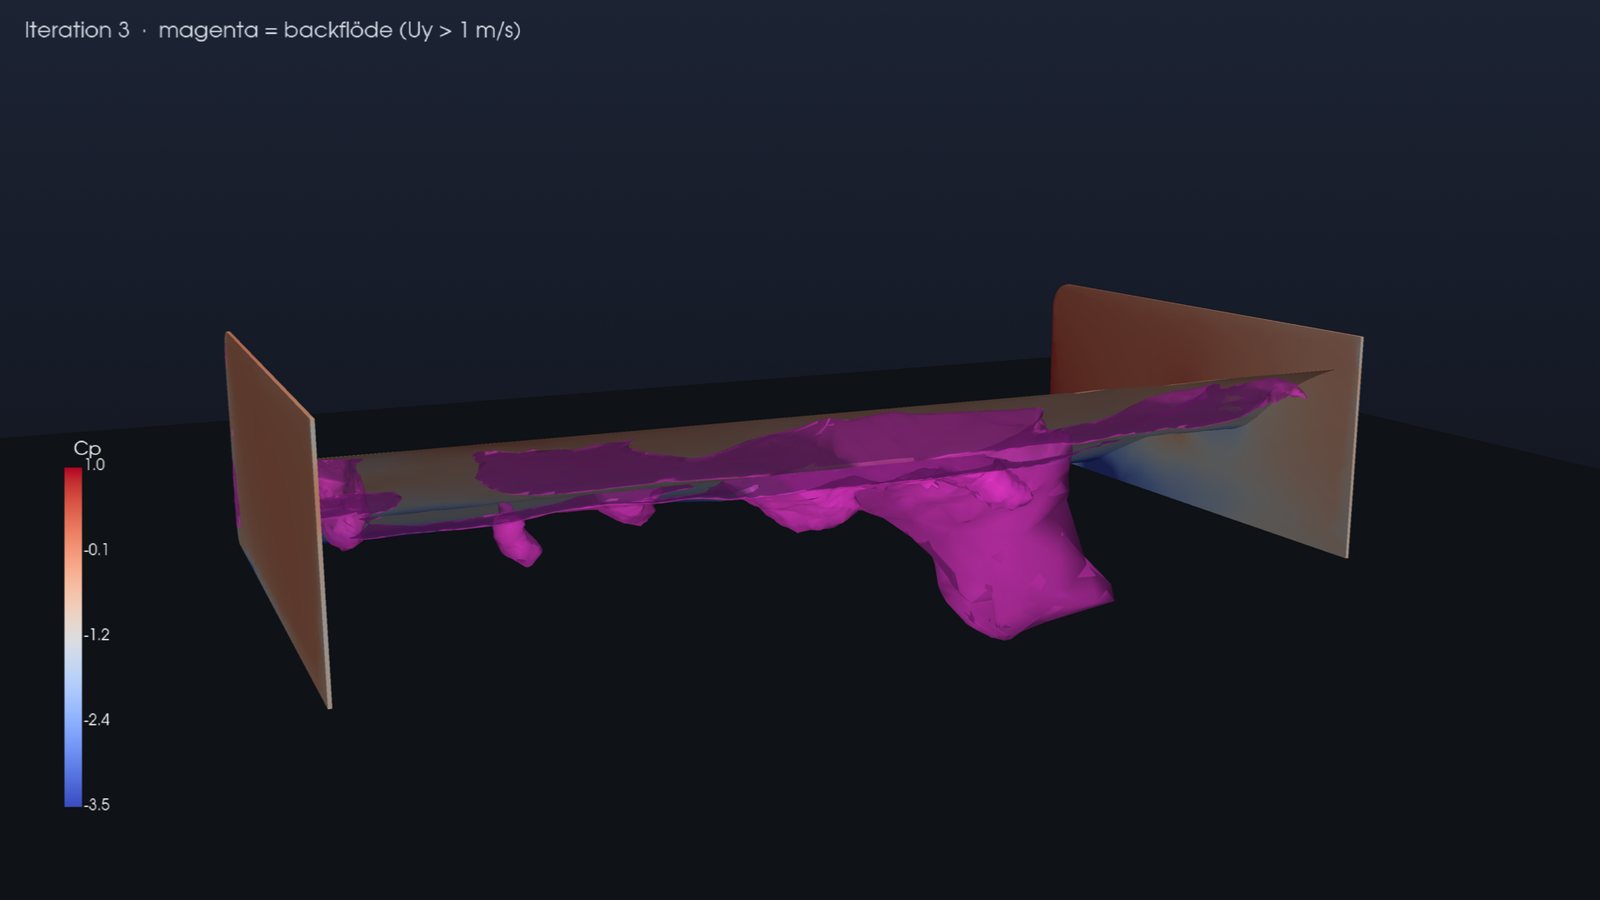 Iteration 3 · magenta = backflöde (Uy > 1 m/s)
Cp
1.0
-0.1
-1.2
-2.4
-3.5